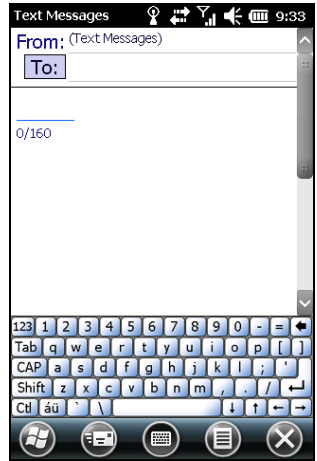 Text Messages 9:33
From: (Text Messages)
To:
0/160
123 1 2 3 4 5 6 7 8 9 0 - =
Tab q w e r t y u i o p [ ]
CAP a s d f g h j k l ; '
Shift z x c v b n m , . /
Ctl áü ` \